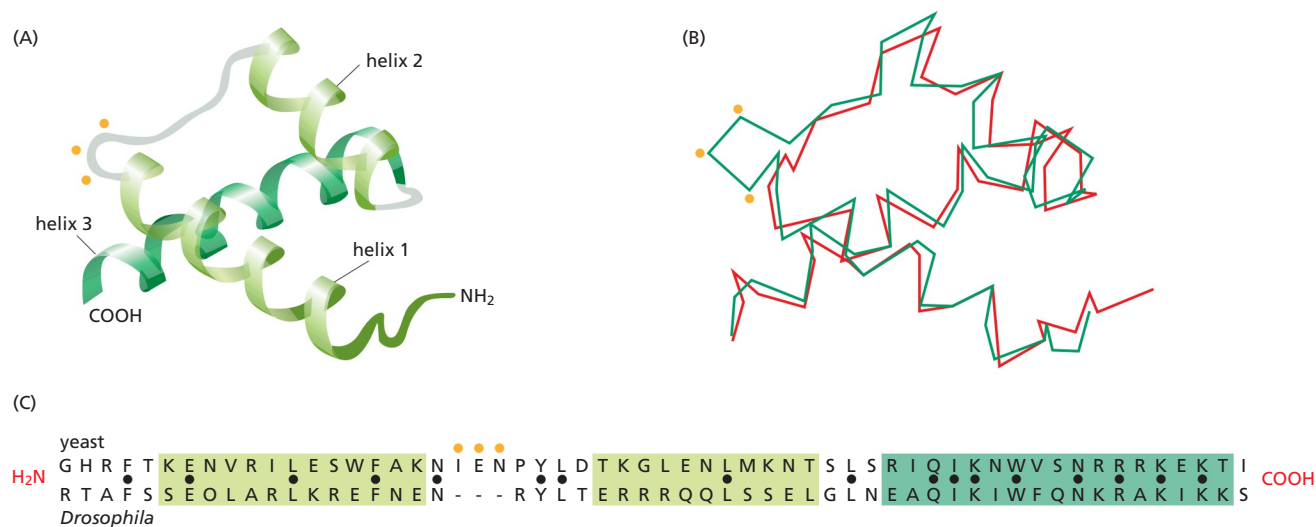 (A)
helix 2
helix 3
helix 1
NH2
COOH
(B)
(C)
yeast
H2N G H R F T K E N V R I L E S W F A K N I E N P Y L D T K G L E N L M K N T S L S R I Q I K N W V S N R R R K E K T I COOH
R T A F S S E O L A R L K R E F N E N - - - R Y L T E R R R Q Q L S S E L G L N E A Q I K I W F Q N K R A K I K K S
Drosophila